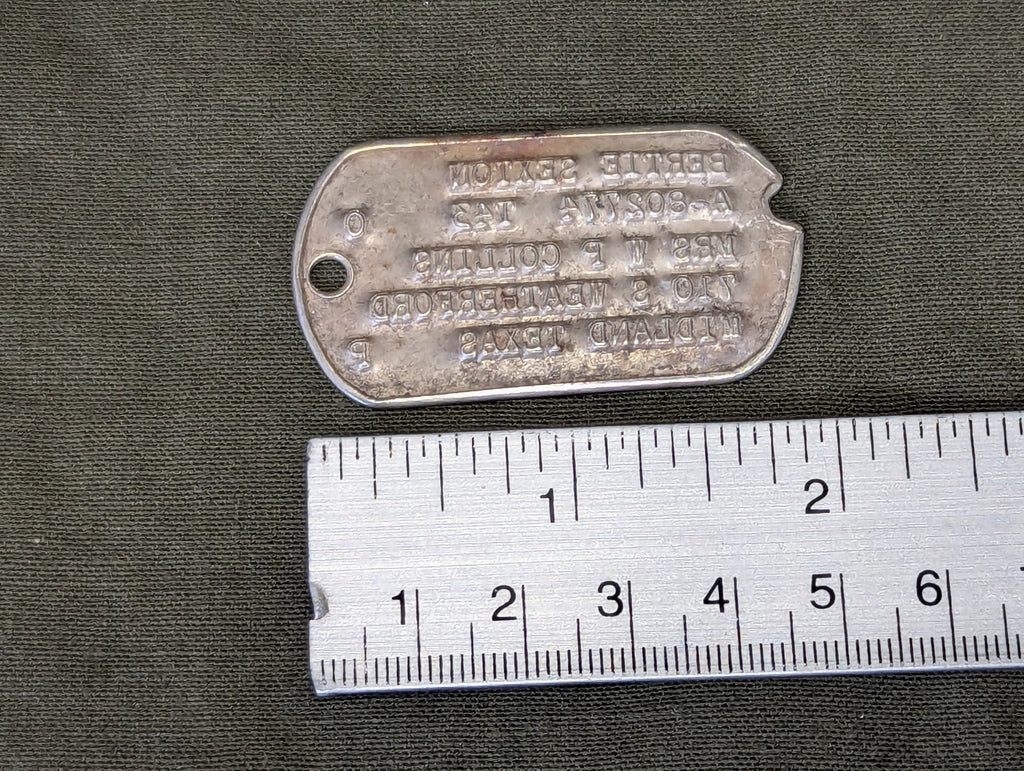 BERTIE SEXTON
A-802774 T43 O
MRS W P COLLINS
710 S WEATHERFORD
MIDLAND TEXAS P
1 2
1 2 3 4 5 6